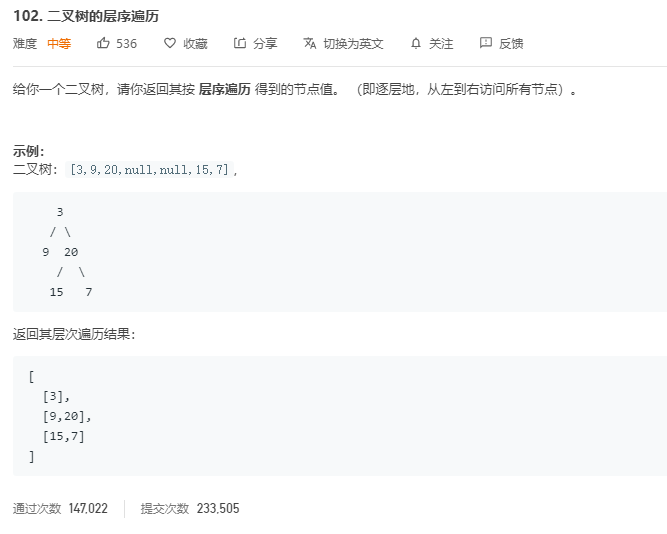 102. 二叉树的层序遍历
难度 中等 536 收藏 分享 切换为英文 关注 反馈
给你一个二叉树，请你返回其按 层序遍历 得到的节点值。 （即逐层地，从左到右访问所有节点）。
示例：
二叉树：[3,9,20,null,null,15,7],
3
/ \
9 20
/ \
15 7
返回其层次遍历结果：
[
[3],
[9,20],
[15,7]
]
通过次数 147,022 提交次数 233,505